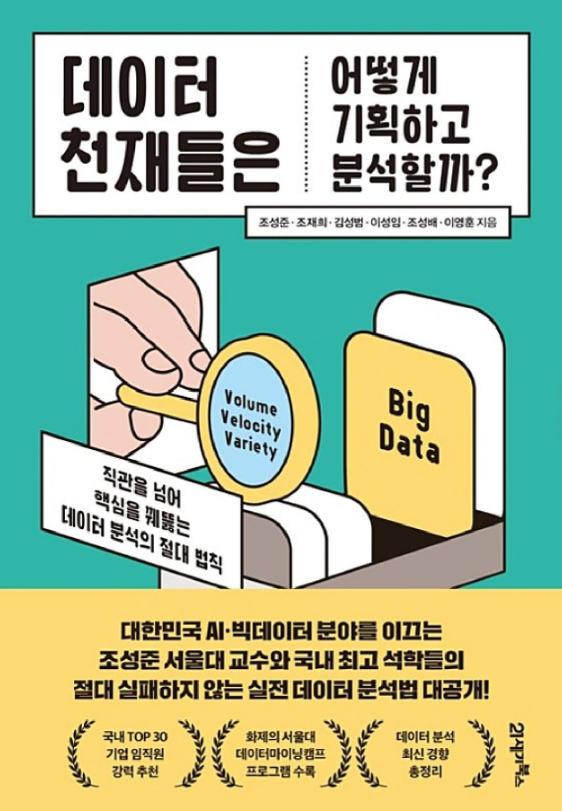 데이터
천재들은
어떻게
기획하고
분석할까?
조성준·조재희·김성범·이성임·조성배·이영훈 지음
Volume
Velocity
Variety
Big
Data
직관을 넘어
핵심을 꿰뚫는
데이터 분석의 절대 법칙
대한민국 AI·빅데이터 분야를 이끄는
조성준 서울대 교수와 국내 최고 석학들의
절대 실패하지 않는 실전 데이터 분석법 대공개!
국내 TOP 30
기업 임직원
강력 추천
화제의 서울대
데이터마이닝캠프
프로그램 수록
데이터 분석
최신 경향
총정리
21세기북스